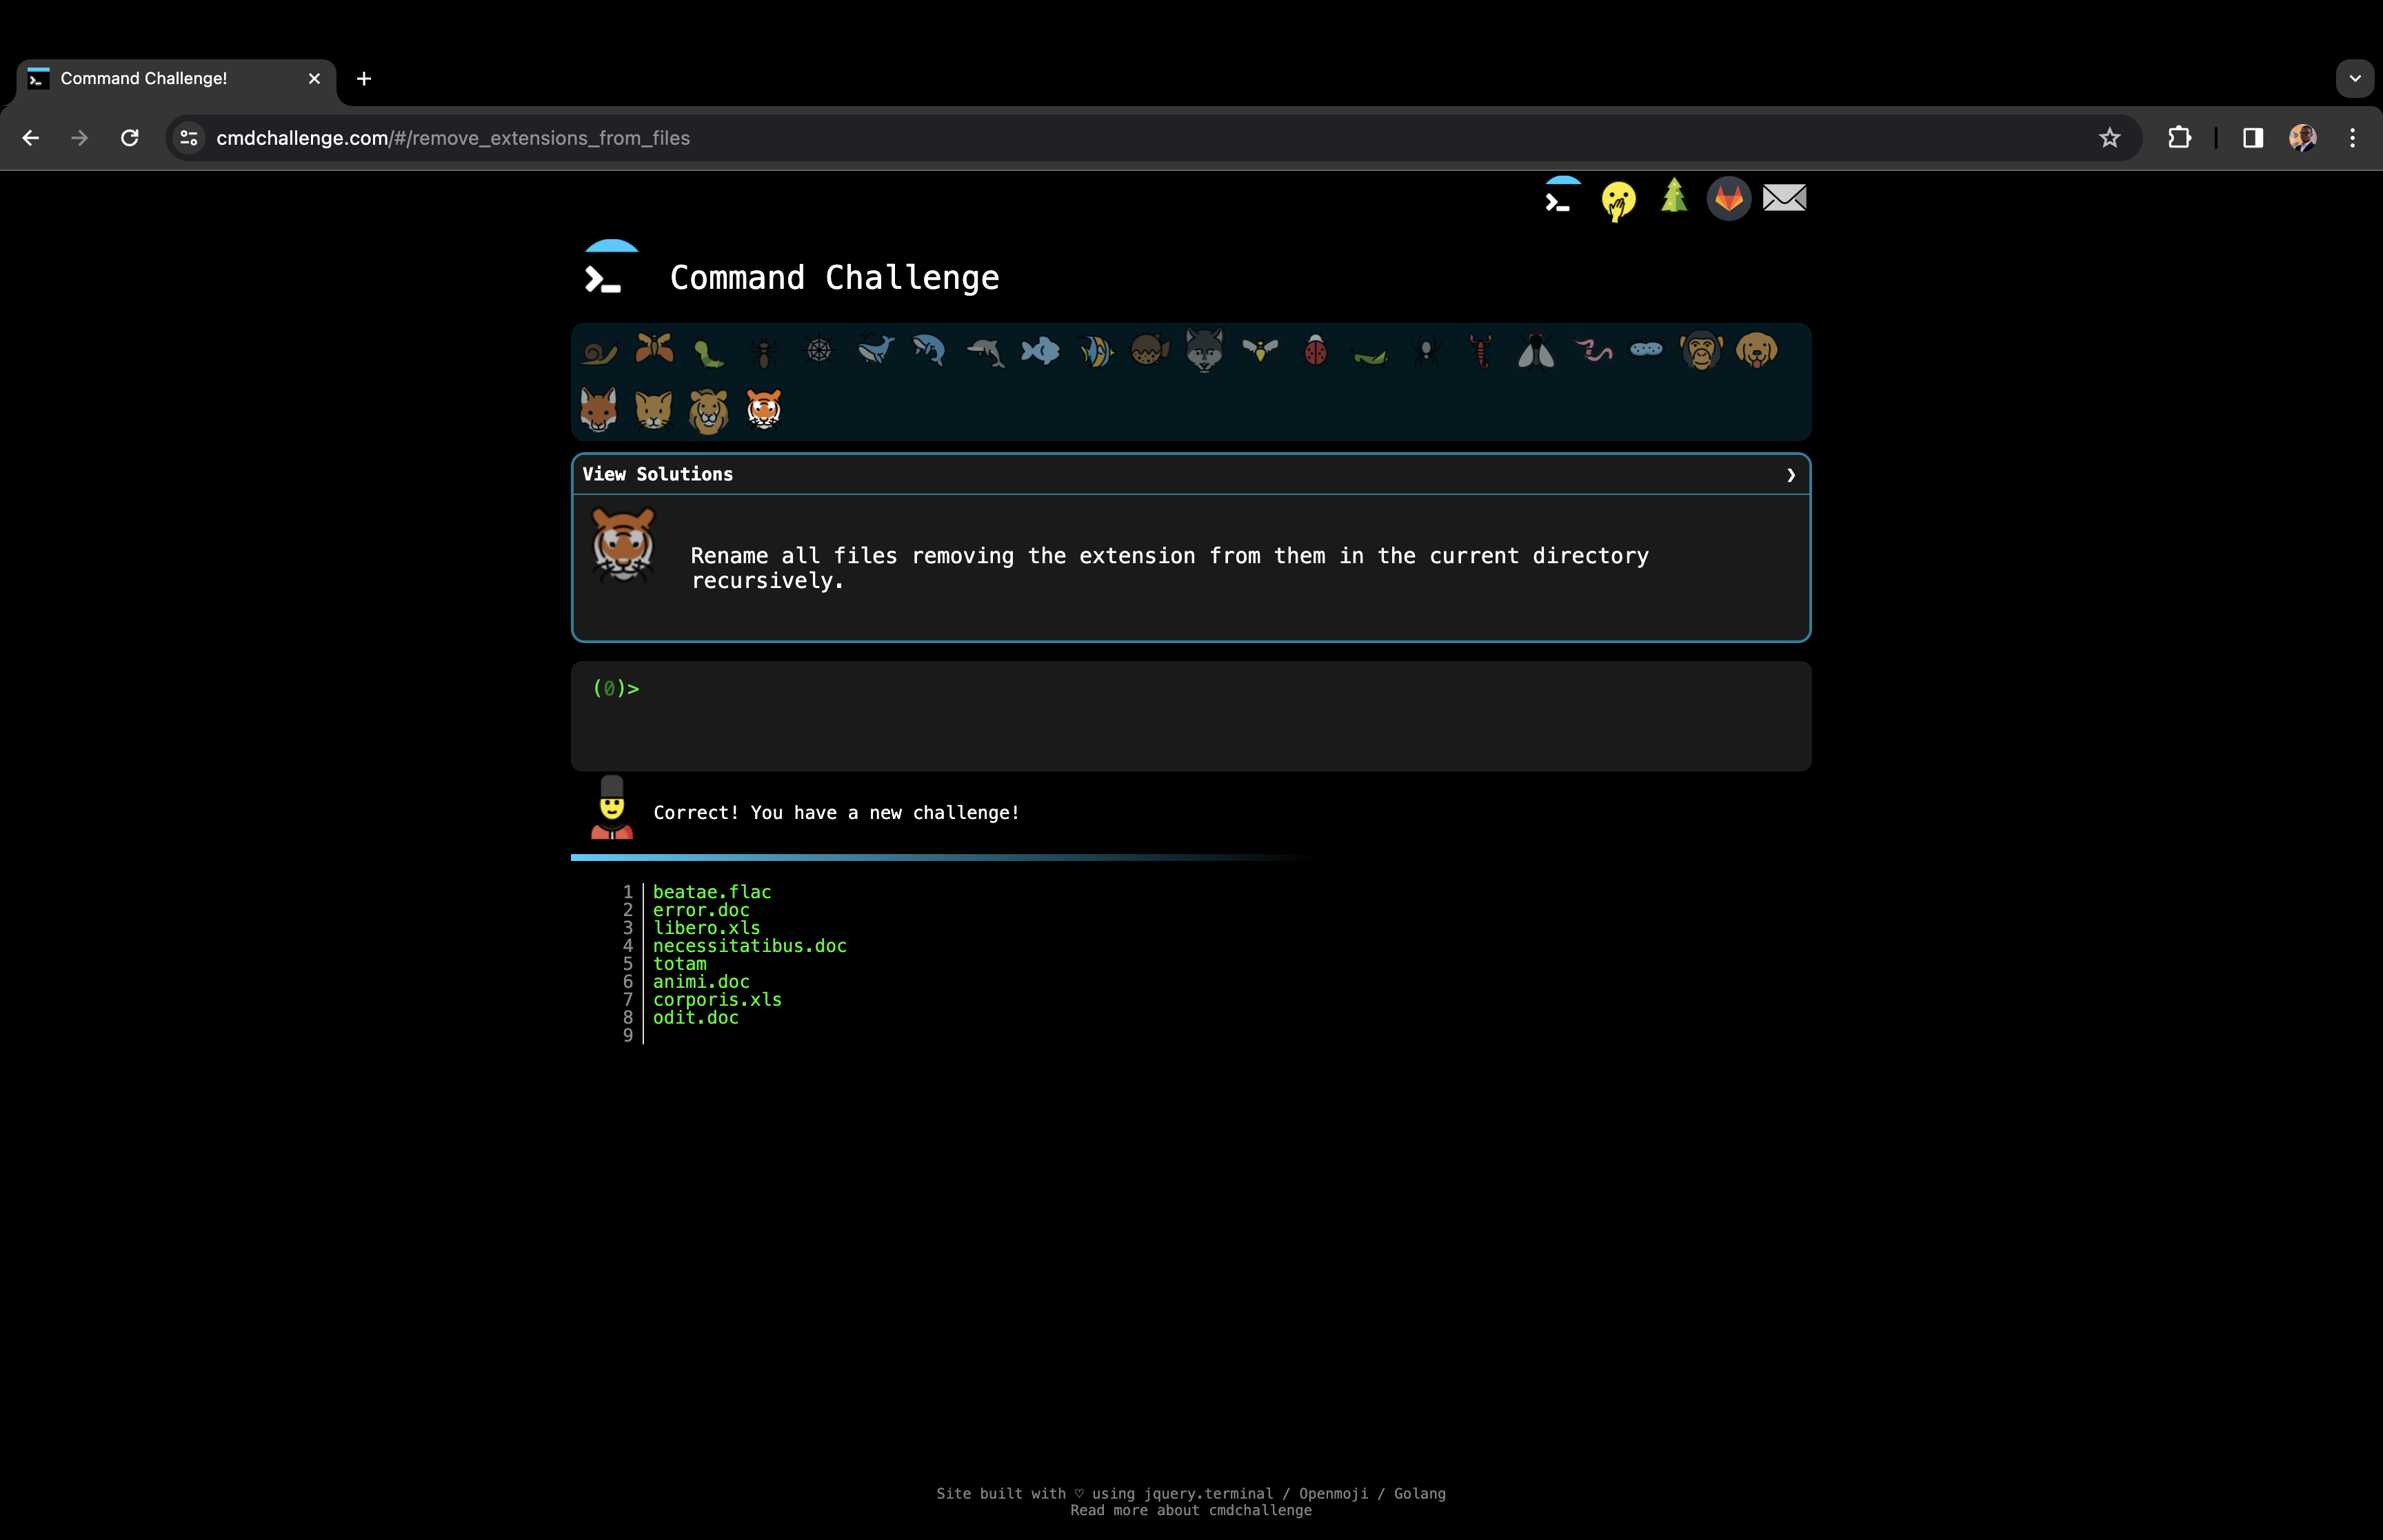 Command Challenge!
cmdchallenge.com/#/remove_extensions_from_files
Command Challenge
View Solutions
Rename all files removing the extension from them in the current directory
recursively.
(0)>
Correct! You have a new challenge!
1 beatae.flac
2 error.doc
3 libero.xls
4 necessitatibus.doc
5 totam
6 animi.doc
7 corporis.xls
8 odit.doc
9
Site built with ♡ using jquery.terminal / Openmoji / Golang
Read more about cmdchallenge